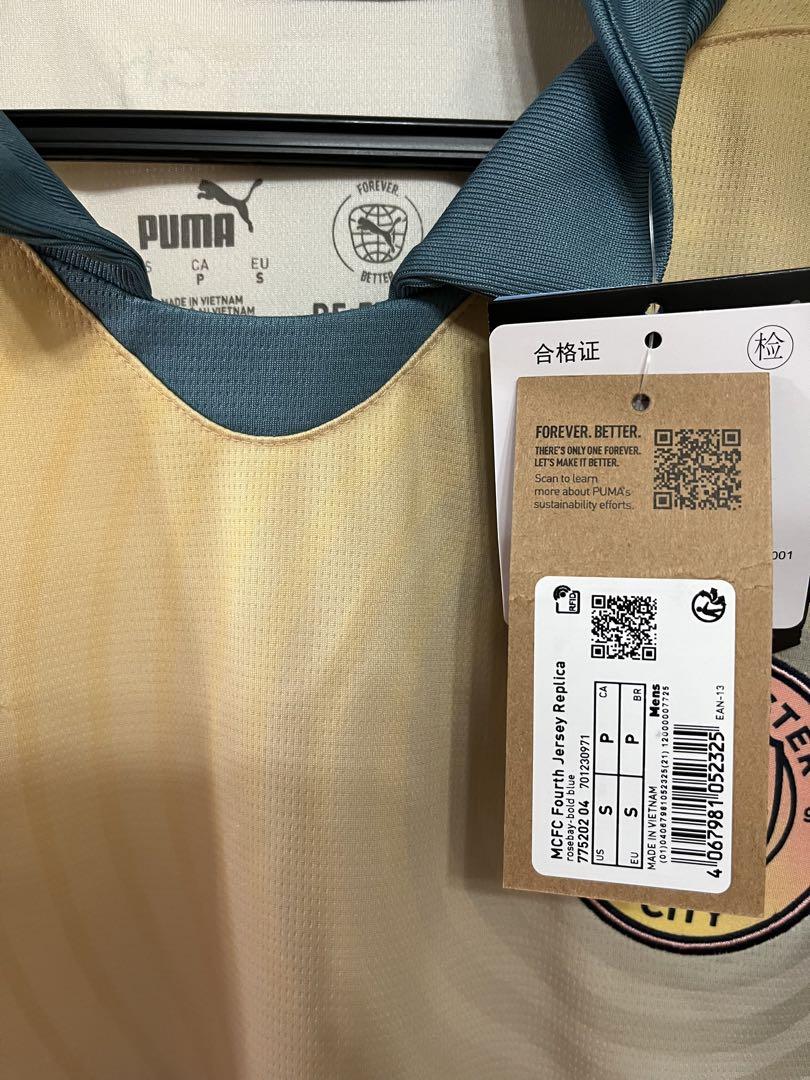 PUMA
FOREVER.
BETTER
S CA EU
P S
MADE IN VIETNAM
VIETNAM
合格证
检
FOREVER. BETTER.
THERE'S ONLY ONE FOREVER.
LET'S MAKE IT BETTER.
Scan to learn
more about PUMA's
sustainability efforts.
001
RFID
MCFC Fourth Jersey Replica
rosebay-bold blue
775202 04 701230971
US S P CA
EU S P BR
Mens
MADE IN VIETNAM
(01)04067981052325(21) 12000007725
4 067981 052325
EAN-13
CITY